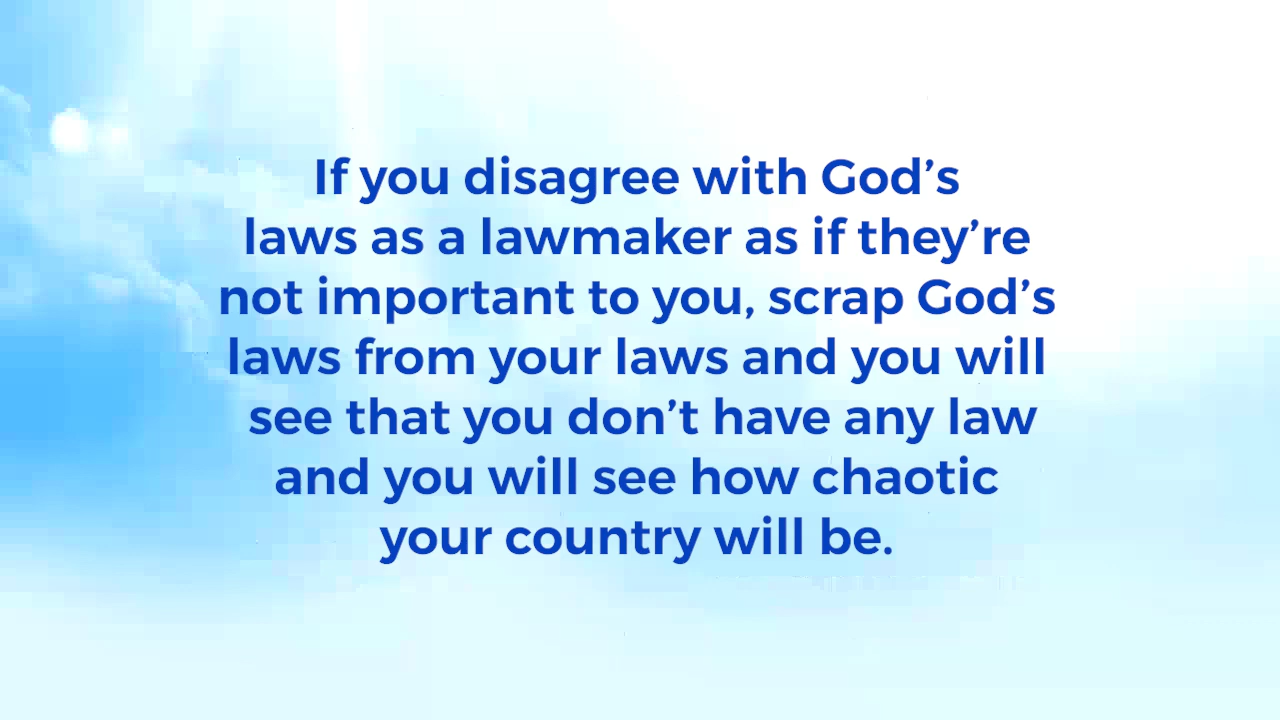 If you disagree with God’s
laws as a lawmaker as if they’re
not important to you, scrap God’s
laws from your laws and you will
see that you don’t have any law
and you will see how chaotic
your country will be.